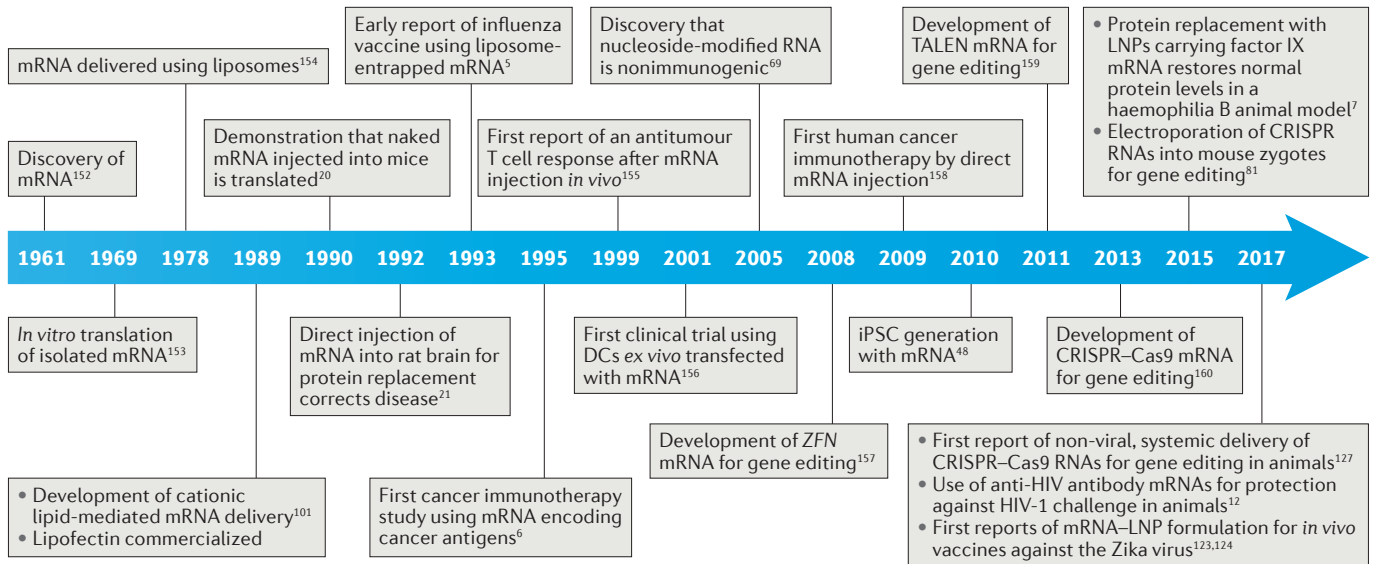 mRNA delivered using liposomes154
Early report of influenza
vaccine using liposome-
entrapped mRNA5
Discovery that
nucleoside-modified RNA
is nonimmunogenic69
Development of
TALEN mRNA for
gene editing159
• Protein replacement with
LNPs carrying factor IX
mRNA restores normal
protein levels in a
haemophilia B animal model7
• Electroporation of CRISPR
RNAs into mouse zygotes
for gene editing81
Discovery of
mRNA152
Demonstration that naked
mRNA injected into mice
is translated20
First report of an antitumour
T cell response after mRNA
injection in vivo155
First human cancer
immunotherapy by direct
mRNA injection158
1961 1969 1978 1989 1990 1992 1993 1995 1999 2001 2005 2008 2009 2010 2011 2013 2015 2017
In vitro translation
of isolated mRNA153
Direct injection of
mRNA into rat brain for
protein replacement
corrects disease21
First clinical trial using
DCs ex vivo transfected
with mRNA156
iPSC generation
with mRNA48
Development of
CRISPR–Cas9 mRNA
for gene editing160
• Development of cationic
lipid-mediated mRNA delivery101
• Lipofectin commercialized
First cancer immunotherapy
study using mRNA encoding
cancer antigens6
Development of ZFN
mRNA for gene editing157
• First report of non-viral, systemic delivery of
CRISPR–Cas9 RNAs for gene editing in animals127
• Use of anti-HIV antibody mRNAs for protection
against HIV-1 challenge in animals12
• First reports of mRNA–LNP formulation for in vivo
vaccines against the Zika virus123,124